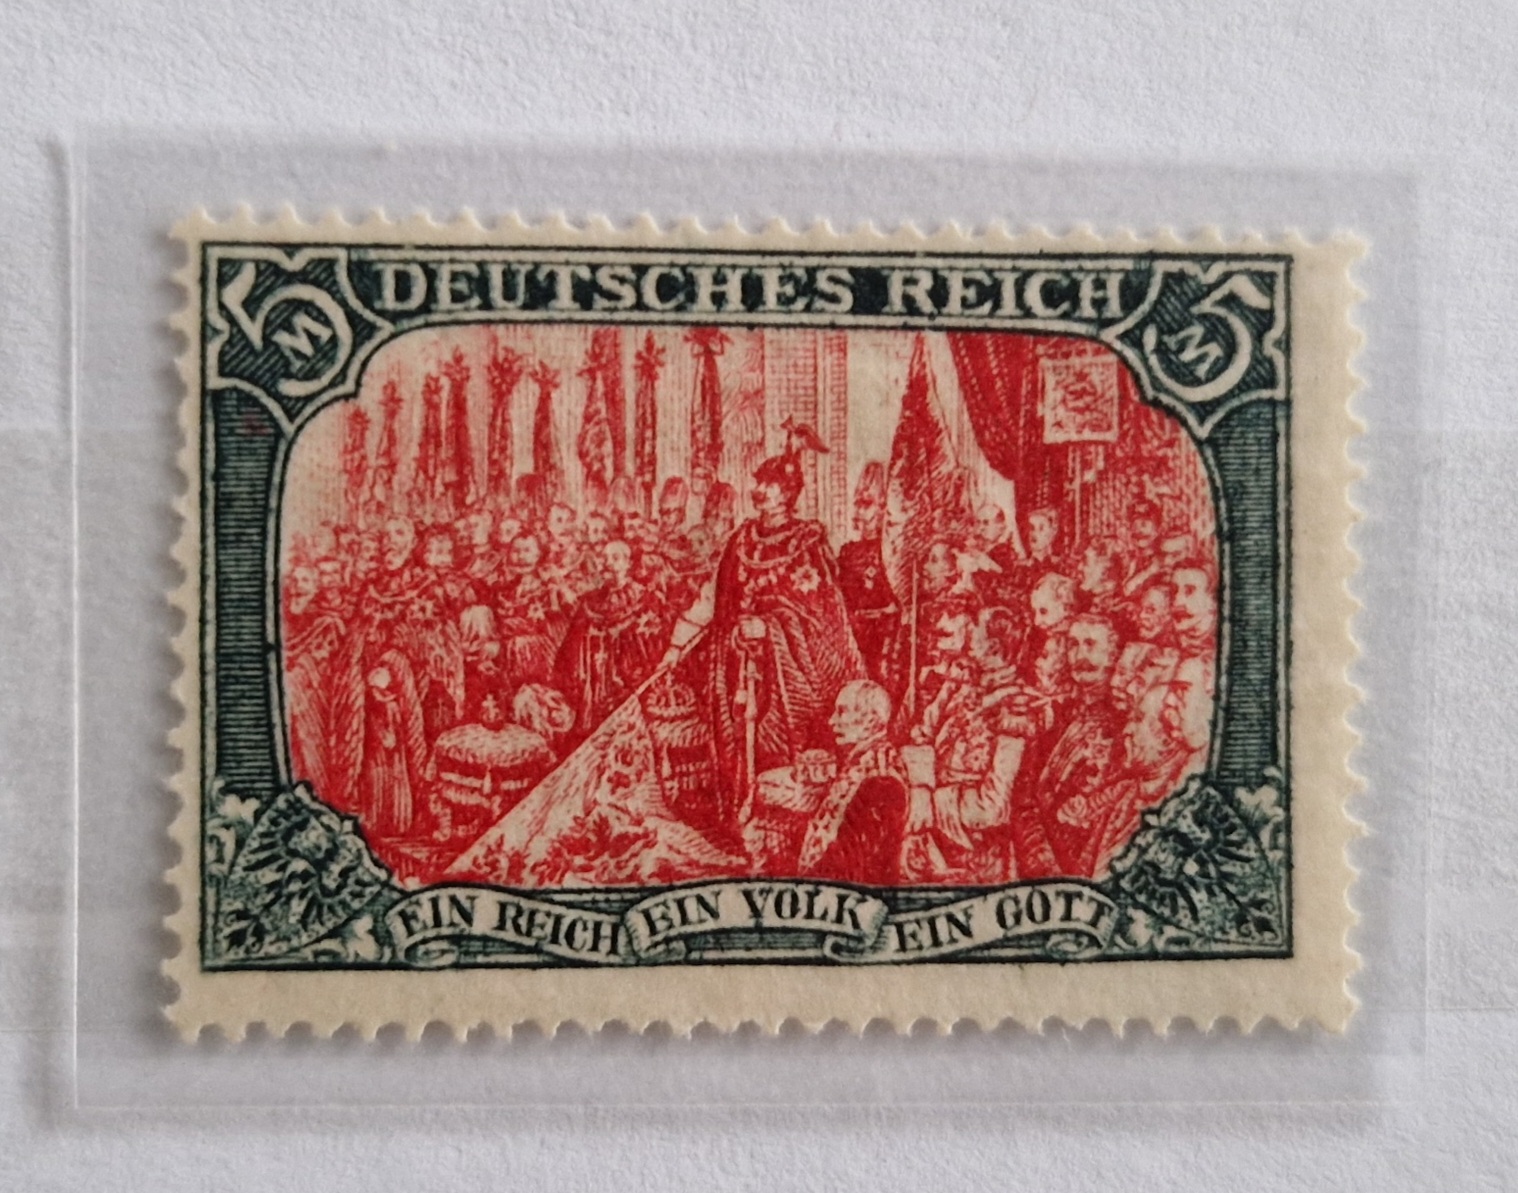 5 M DEUTSCHES REICH 5 M
EIN REICH EIN VOLK EIN GOTT